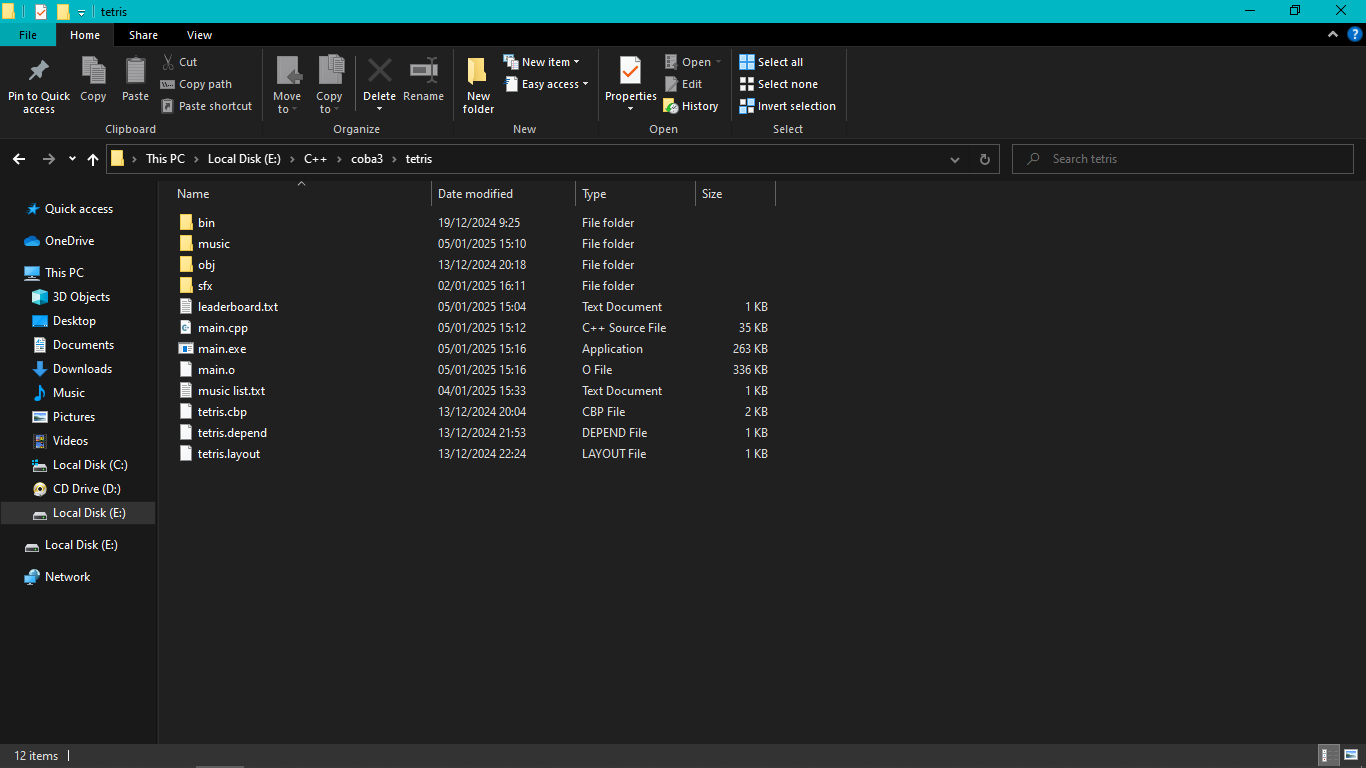 tetris
File Home Share View
Pin to Quick access
Copy
Paste
Cut
Copy path
Paste shortcut
Clipboard
Move to
Copy to
Delete
Rename
Organize
New folder
New item
Easy access
New
Properties
Open
Edit
History
Open
Select all
Select none
Invert selection
Select
This PC Local Disk (E:) C++ coba3 tetris
Search tetris
Quick access
OneDrive
This PC
3D Objects
Desktop
Documents
Downloads
Music
Pictures
Videos
Local Disk (C:)
CD Drive (D:)
Local Disk (E:)
Local Disk (E:)
Network
Name Date modified Type Size
bin 19/12/2024 9:25 File folder
music 05/01/2025 15:10 File folder
obj 13/12/2024 20:18 File folder
sfx 02/01/2025 16:11 File folder
leaderboard.txt 05/01/2025 15:04 Text Document 1 KB
main.cpp 05/01/2025 15:12 C++ Source File 35 KB
main.exe 05/01/2025 15:16 Application 263 KB
main.o 05/01/2025 15:16 O File 336 KB
music list.txt 04/01/2025 15:33 Text Document 1 KB
tetris.cbp 13/12/2024 20:04 CBP File 2 KB
tetris.depend 13/12/2024 21:53 DEPEND File 1 KB
tetris.layout 13/12/2024 22:24 LAYOUT File 1 KB
12 items